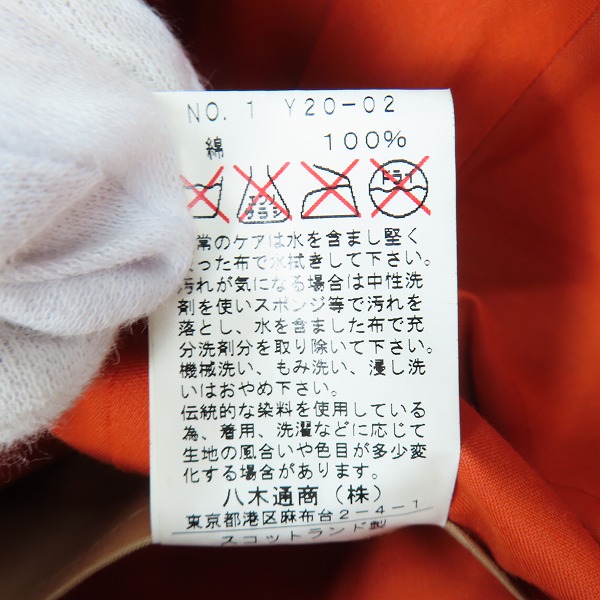 NO. 1 Y20-02
綿 100%
エンソ サラシ
ドライ
常のケアは水を含まし堅く
った布で水拭きして下さい。
汚れが気になる場合は中性洗
剤を使いスポンジ等で汚れを
落とし、水を含ました布で充
分洗剤分を取り除いて下さい。
機械洗い、もみ洗い、浸し洗
いはおやめ下さい。
伝統的な染料を使用している
為、着用、洗濯などに応じて
生地の風合いや色目が多少変
化する場合があります。
八木通商（株）
東京都港区麻布台2-4-1
スコットランド製